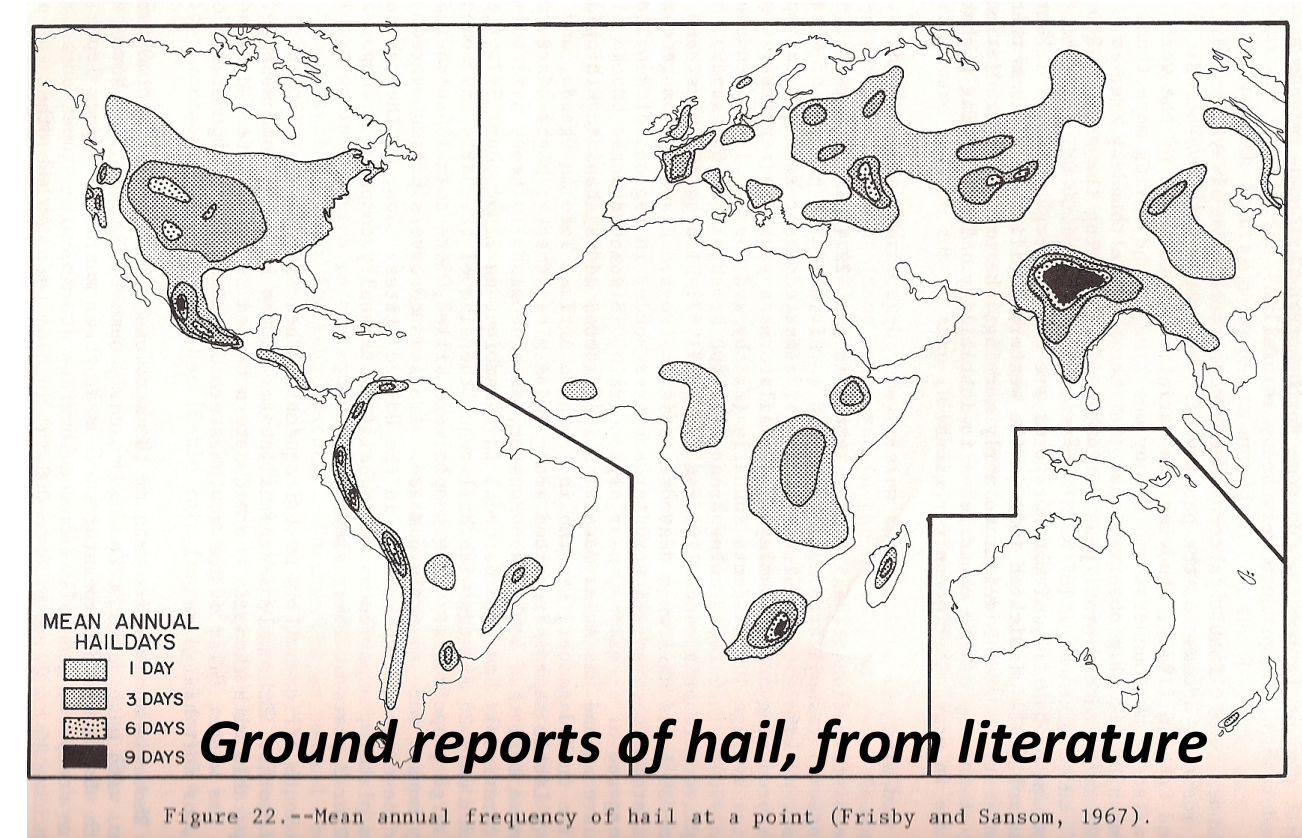 MEAN ANNUAL
HAILDAYS
1 DAY
3 DAYS
6 DAYS
9 DAYS
Ground reports of hail, from literature
Figure 22.--Mean annual frequency of hail at a point (Frisby and Sansom, 1967).